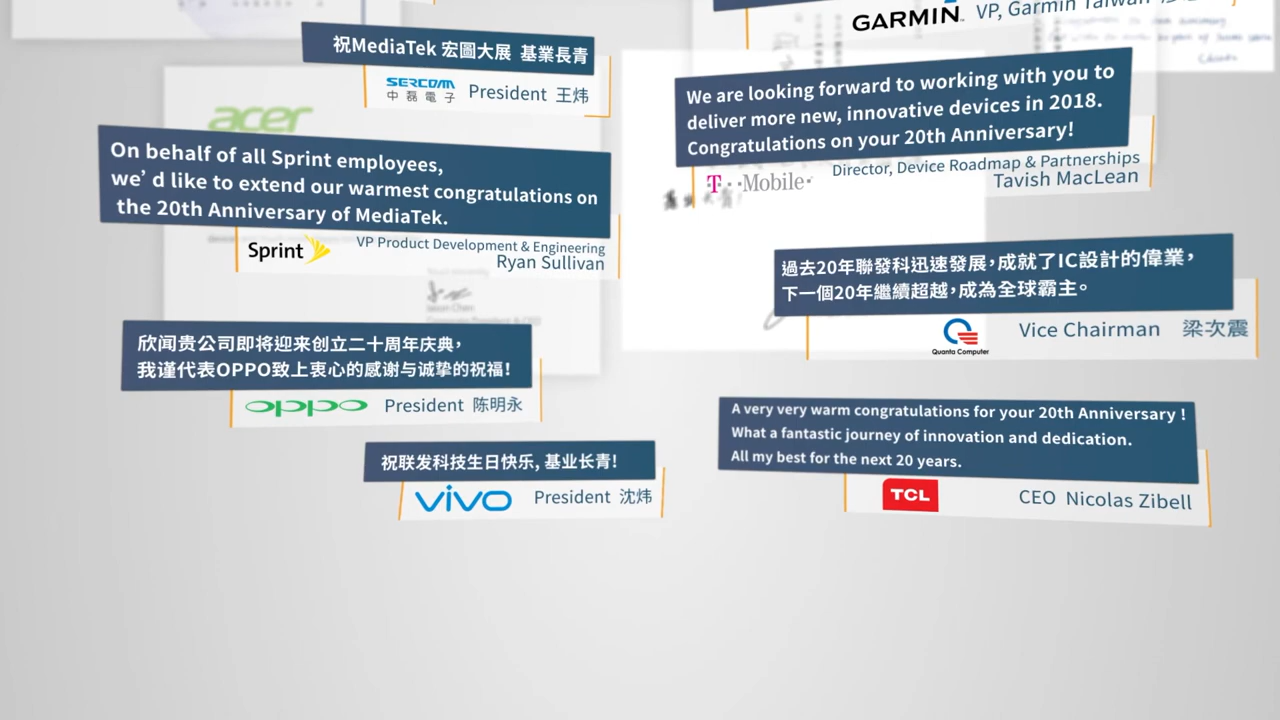 GARMIN
VP, Garmin Taiwan
祝MediaTek 宏圖大展 基業長青
SERCOMM
中磊電子
President 王炜
acer
We are looking forward to working with you to
deliver more new, innovative devices in 2018.
Congratulations on your 20th Anniversary!
T··Mobile·
Director, Device Roadmap & Partnerships
Tavish MacLean
On behalf of all Sprint employees,
we'd like to extend our warmest congratulations on
the 20th Anniversary of MediaTek.
Sprint
VP Product Development & Engineering
Ryan Sullivan
過去20年聯發科迅速發展,成就了IC設計的偉業,
下一個20年繼續超越,成為全球霸主。
Quanta Computer
Vice Chairman 梁次震
欣闻贵公司即将迎来创立二十周年庆典,
我谨代表OPPO致上衷心的感谢与诚挚的祝福!
oppo
President 陈明永
A very very warm congratulations for your 20th Anniversary !
What a fantastic journey of innovation and dedication.
All my best for the next 20 years.
TCL
CEO Nicolas Zibell
祝联发科技生日快乐, 基业长青!
vivo
President 沈炜